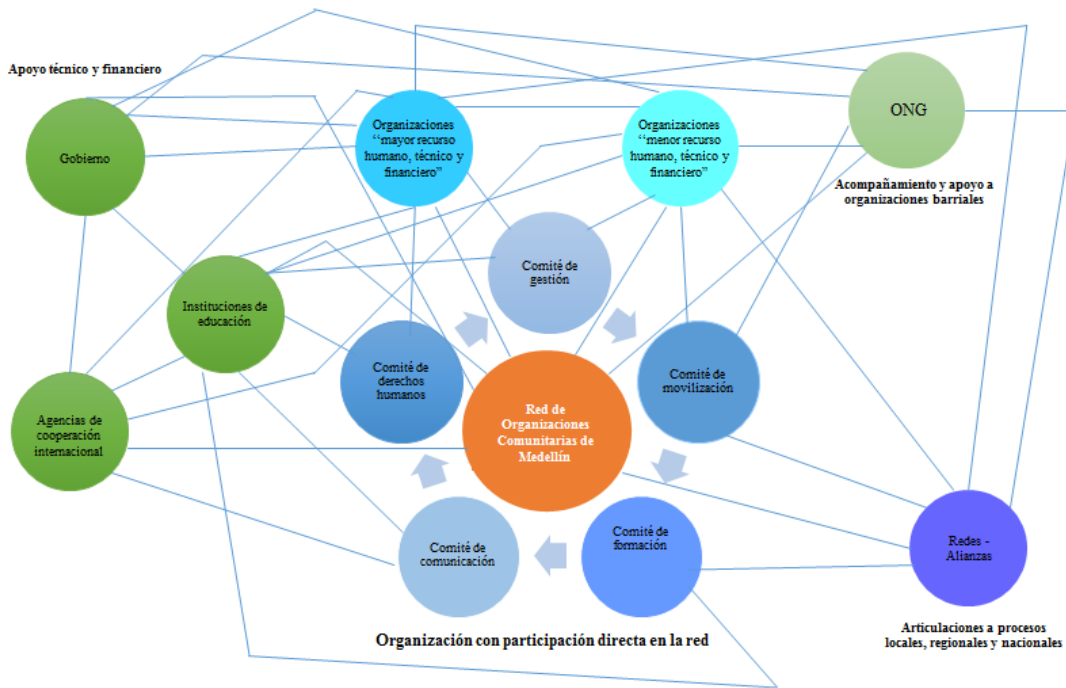 Apoyo técnico y financiero
Gobierno
Organizaciones
‘‘mayor recurso
humano, técnico y
financiero”
Organizaciones
‘‘menor recurso
humano, técnico y
financiero”
ONG
Acompañamiento y apoyo a
organizaciones barriales
Comité de
gestión
Instituciones de
educación
Comité de
derechos
humanos
Comité de
movilización
Red de
Organizaciones
Comunitarias de
Medellín
Agencias de
cooperación
internacional
Comité de
comunicación
Comité de
formación
Redes -
Alianzas
Organización con participación directa en la red
Articulaciones a procesos
locales, regionales y nacionales